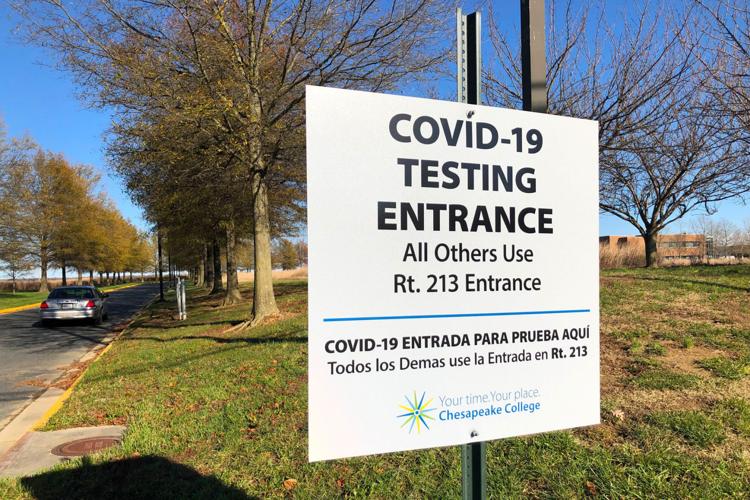 COVID-19
TESTING
ENTRANCE
All Others Use
Rt. 213 Entrance
COVID-19 ENTRADA PARA PRUEBA AQUÍ
Todos los Demas use la Entrada en Rt. 213
Your time. Your place.
Chesapeake College